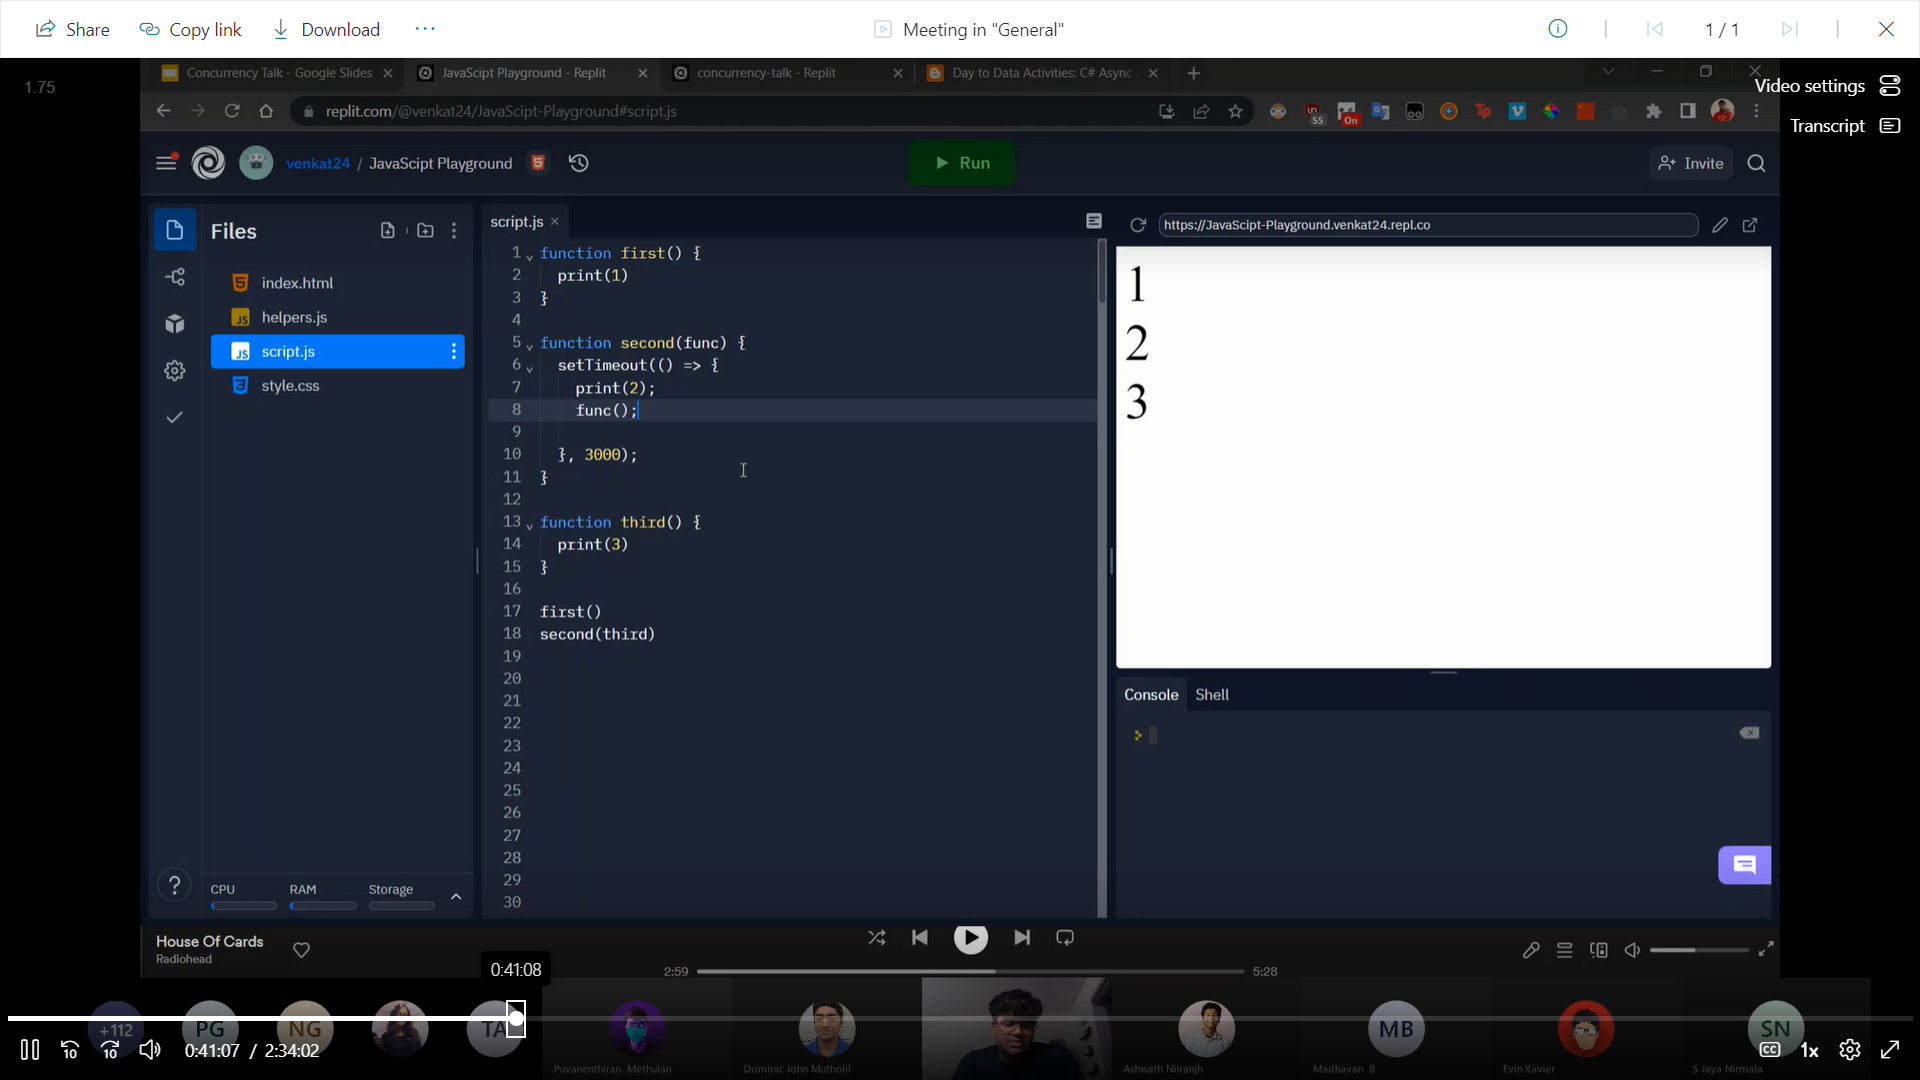 Share
Copy link
Download
Meeting in "General"
1 / 1
1.75
Concurrency Talk - Google Slides
JavaScipt Playground - Replit
concurrency-talk - Replit
Day to Data Activities: C# Async
Video settings
replit.com/@venkat24/JavaScipt-Playground#script.js
55
On
Tp
Transcript
venkat24 / JavaScipt Playground
Run
Invite
Files
script.js
https://JavaScipt-Playground.venkat24.repl.co
index.html
JS helpers.js
JS script.js
style.css
1 function first() {
2 print(1)
3 }
4
5 function second(func) {
6 setTimeout(() => {
7 print(2);
8 func();
9
10 }, 3000);
11 }
12
13 function third() {
14 print(3)
15 }
16
17 first()
18 second(third)
19
20
21
22
23
24
25
26
27
28
29
30
1
2
3
Console
Shell
?
CPU
RAM
Storage
House Of Cards
Radiohead
2:59
5:28
0:41:08
+112
PG
NG
TA
MB
SN
0:41:07 / 2:34:02
CC
1x
Puvanenthiran Methulan
Dominic John Mutholil
Ashwath Niranjh
Madhavan B
Evin Xavier
S Jaya Nirmala